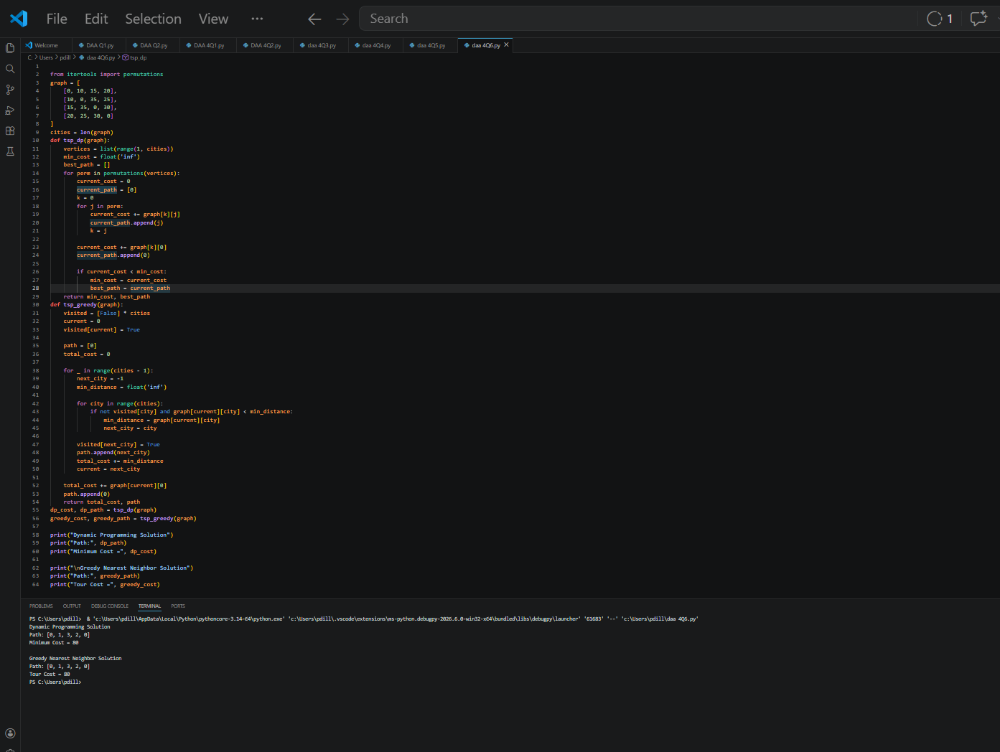 File Edit Selection View ··· Search 1
Welcome DAA Q1.py DAA Q2.py DAA 4Q1.py DAA 4Q2.py daa 4Q3.py daa 4Q4.py daa 4Q5.py daa 4Q6.py
C: > Users > pdill > daa 4Q6.py > tsp_dp
1
2 from itertools import permutations
3 graph = [
4     [0, 10, 15, 20],
5     [10, 0, 35, 25],
6     [15, 35, 0, 30],
7     [20, 25, 30, 0]
8 ]
9 cities = len(graph)
10 def tsp_dp(graph):
11     vertices = list(range(1, cities))
12     min_cost = float('inf')
13     best_path = []
14     for perm in permutations(vertices):
15         current_cost = 0
16         current_path = [0]
17         k = 0
18         for j in perm:
19             current_cost += graph[k][j]
20             current_path.append(j)
21             k = j
22
23         current_cost += graph[k][0]
24         current_path.append(0)
25
26         if current_cost < min_cost:
27             min_cost = current_cost
28             best_path = current_path
29     return min_cost, best_path
30 def tsp_greedy(graph):
31     visited = [False] * cities
32     current = 0
33     visited[current] = True
34
35     path = [0]
36     total_cost = 0
37
38     for _ in range(cities - 1):
39         next_city = -1
40         min_distance = float('inf')
41
42         for city in range(cities):
43             if not visited[city] and graph[current][city] < min_distance:
44                 min_distance = graph[current][city]
45                 next_city = city
46
47         visited[next_city] = True
48         path.append(next_city)
49         total_cost += min_distance
50         current = next_city
51
52     total_cost += graph[current][0]
53     path.append(0)
54     return total_cost, path
55 dp_cost, dp_path = tsp_dp(graph)
56 greedy_cost, greedy_path = tsp_greedy(graph)
57
58 print("Dynamic Programming Solution")
59 print("Path:", dp_path)
60 print("Minimum Cost =", dp_cost)
61
62 print("\nGreedy Nearest Neighbor Solution")
63 print("Path:", greedy_path)
64 print("Tour Cost =", greedy_cost)
PROBLEMS OUTPUT DEBUG CONSOLE TERMINAL PORTS
PS C:\Users\pdill>  & 'c:\Users\pdill\AppData\Local\Python\pythoncore-3.14-64\python.exe' 'c:\Users\pdill\.vscode\extensions\ms-python.debugpy-2026.6.0-win32-x64\bundled\libs\debugpy\launcher' '61683' '--' 'c:\Users\pdill\daa 4Q6.py'
Dynamic Programming Solution
Path: [0, 1, 3, 2, 0]
Minimum Cost = 80
Greedy Nearest Neighbor Solution
Path: [0, 1, 3, 2, 0]
Tour Cost = 80
PS C:\Users\pdill>